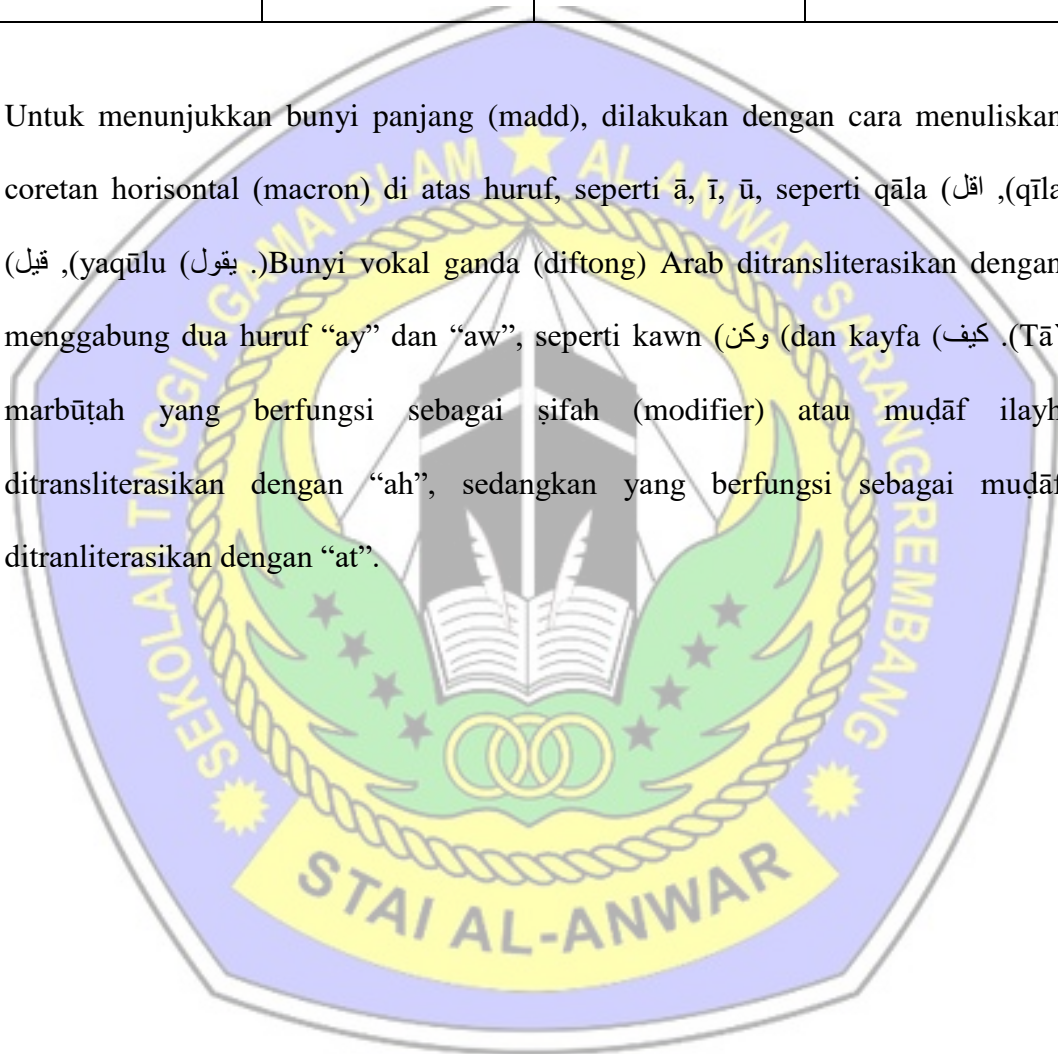 Untuk menunjukkan bunyi panjang (madd), dilakukan dengan cara menuliskan
coretan horisontal (macron) di atas huruf, seperti ā, ī, ū, seperti qāla (اقل ,(qīla
(قيل ,(yaqūlu (يقول .)Bunyi vokal ganda (diftong) Arab ditransliterasikan dengan
menggabung dua huruf “ay” dan “aw”, seperti kawn (وكن (dan kayfa (كيف .(Tā’
marbūṭah yang berfungsi sebagai ṣifah (modifier) atau muḍāf ilayh
ditransliterasikan dengan “ah”, sedangkan yang berfungsi sebagai muḍāf
ditranliterasikan dengan “at”.
SEKOLAI TINGGI AGAMA ISLAM AL ANWAR SARANG REMBANG
STAI AL-ANWAR